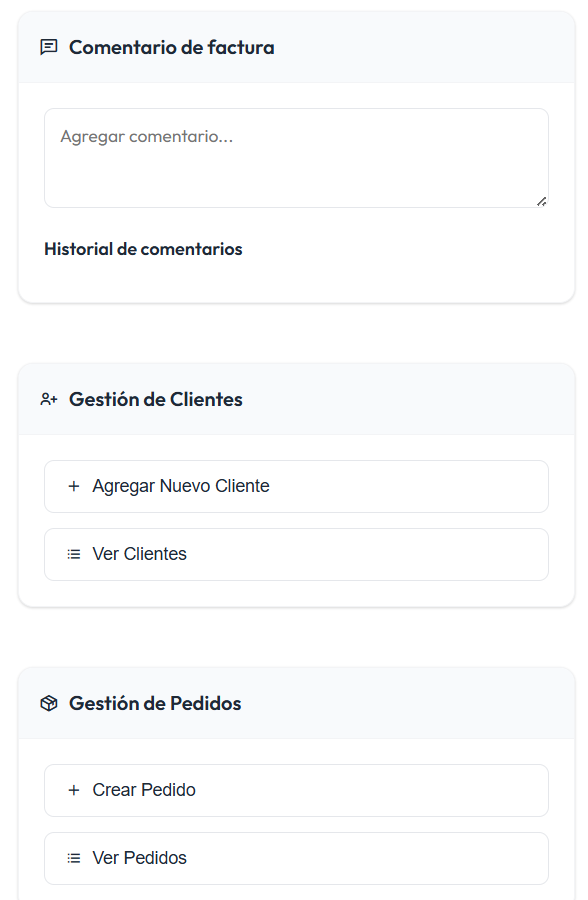 Comentario de factura
Agregar comentario...
Historial de comentarios
Gestión de Clientes
Agregar Nuevo Cliente
Ver Clientes
Gestión de Pedidos
Crear Pedido
Ver Pedidos